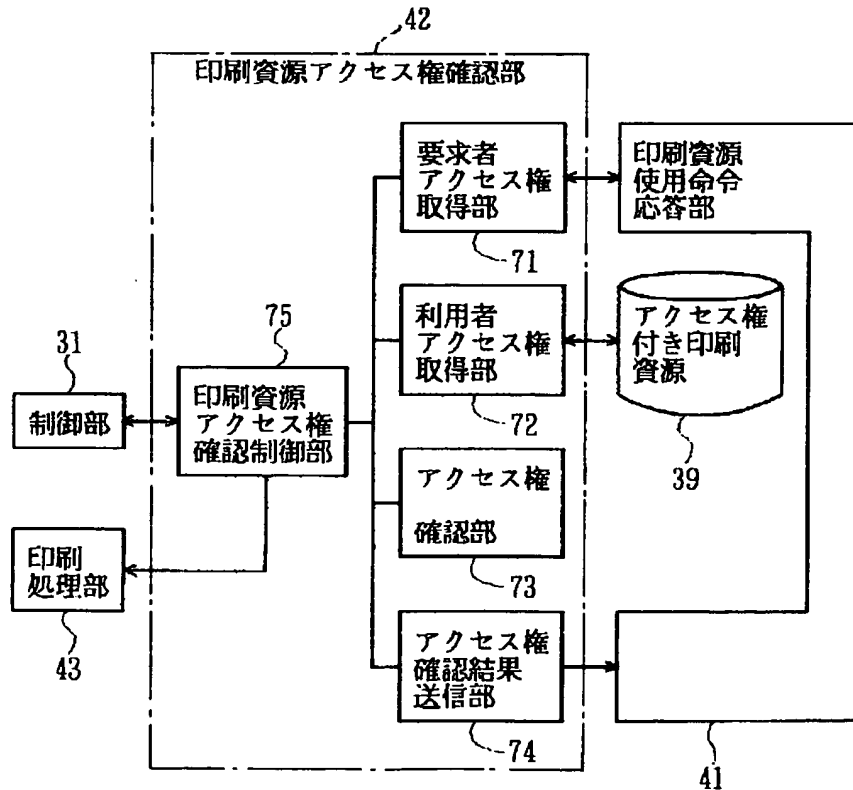 42
印刷資源アクセス権確認部
要求者
アクセス権
取得部
71
印刷資源
使用命令
応答部
75
利用者
アクセス権
取得部
72
アクセス権
付き印刷
資源
39
31
制御部
印刷資源
アクセス権
確認制御部
アクセス権
確認部
73
印刷
処理部
43
アクセス権
確認結果
送信部
74
41